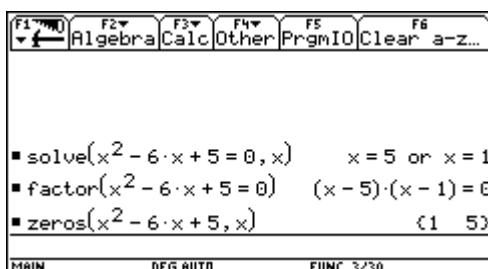 F1 F2 Algebra F3 Calc F4 Other F5 PrgmIO F6 Clear a-z…
▪ solve(x² - 6·x + 5 = 0, x) x = 5 or x = 1
▪ factor(x² - 6·x + 5 = 0) (x - 5)·(x - 1) = 0
▪ zeros(x² - 6·x + 5, x) {1 5}
MAIN DEG AUTO FUNC 3/30